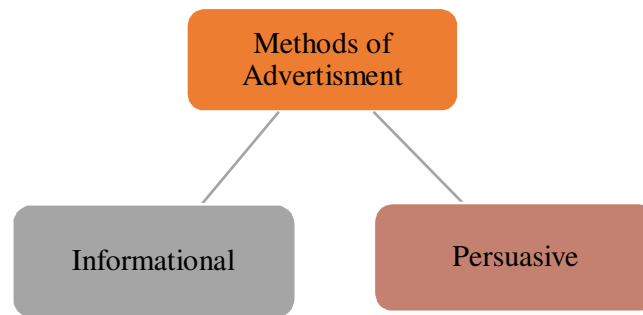 Methods of
Advertisment
Informational
Persuasive